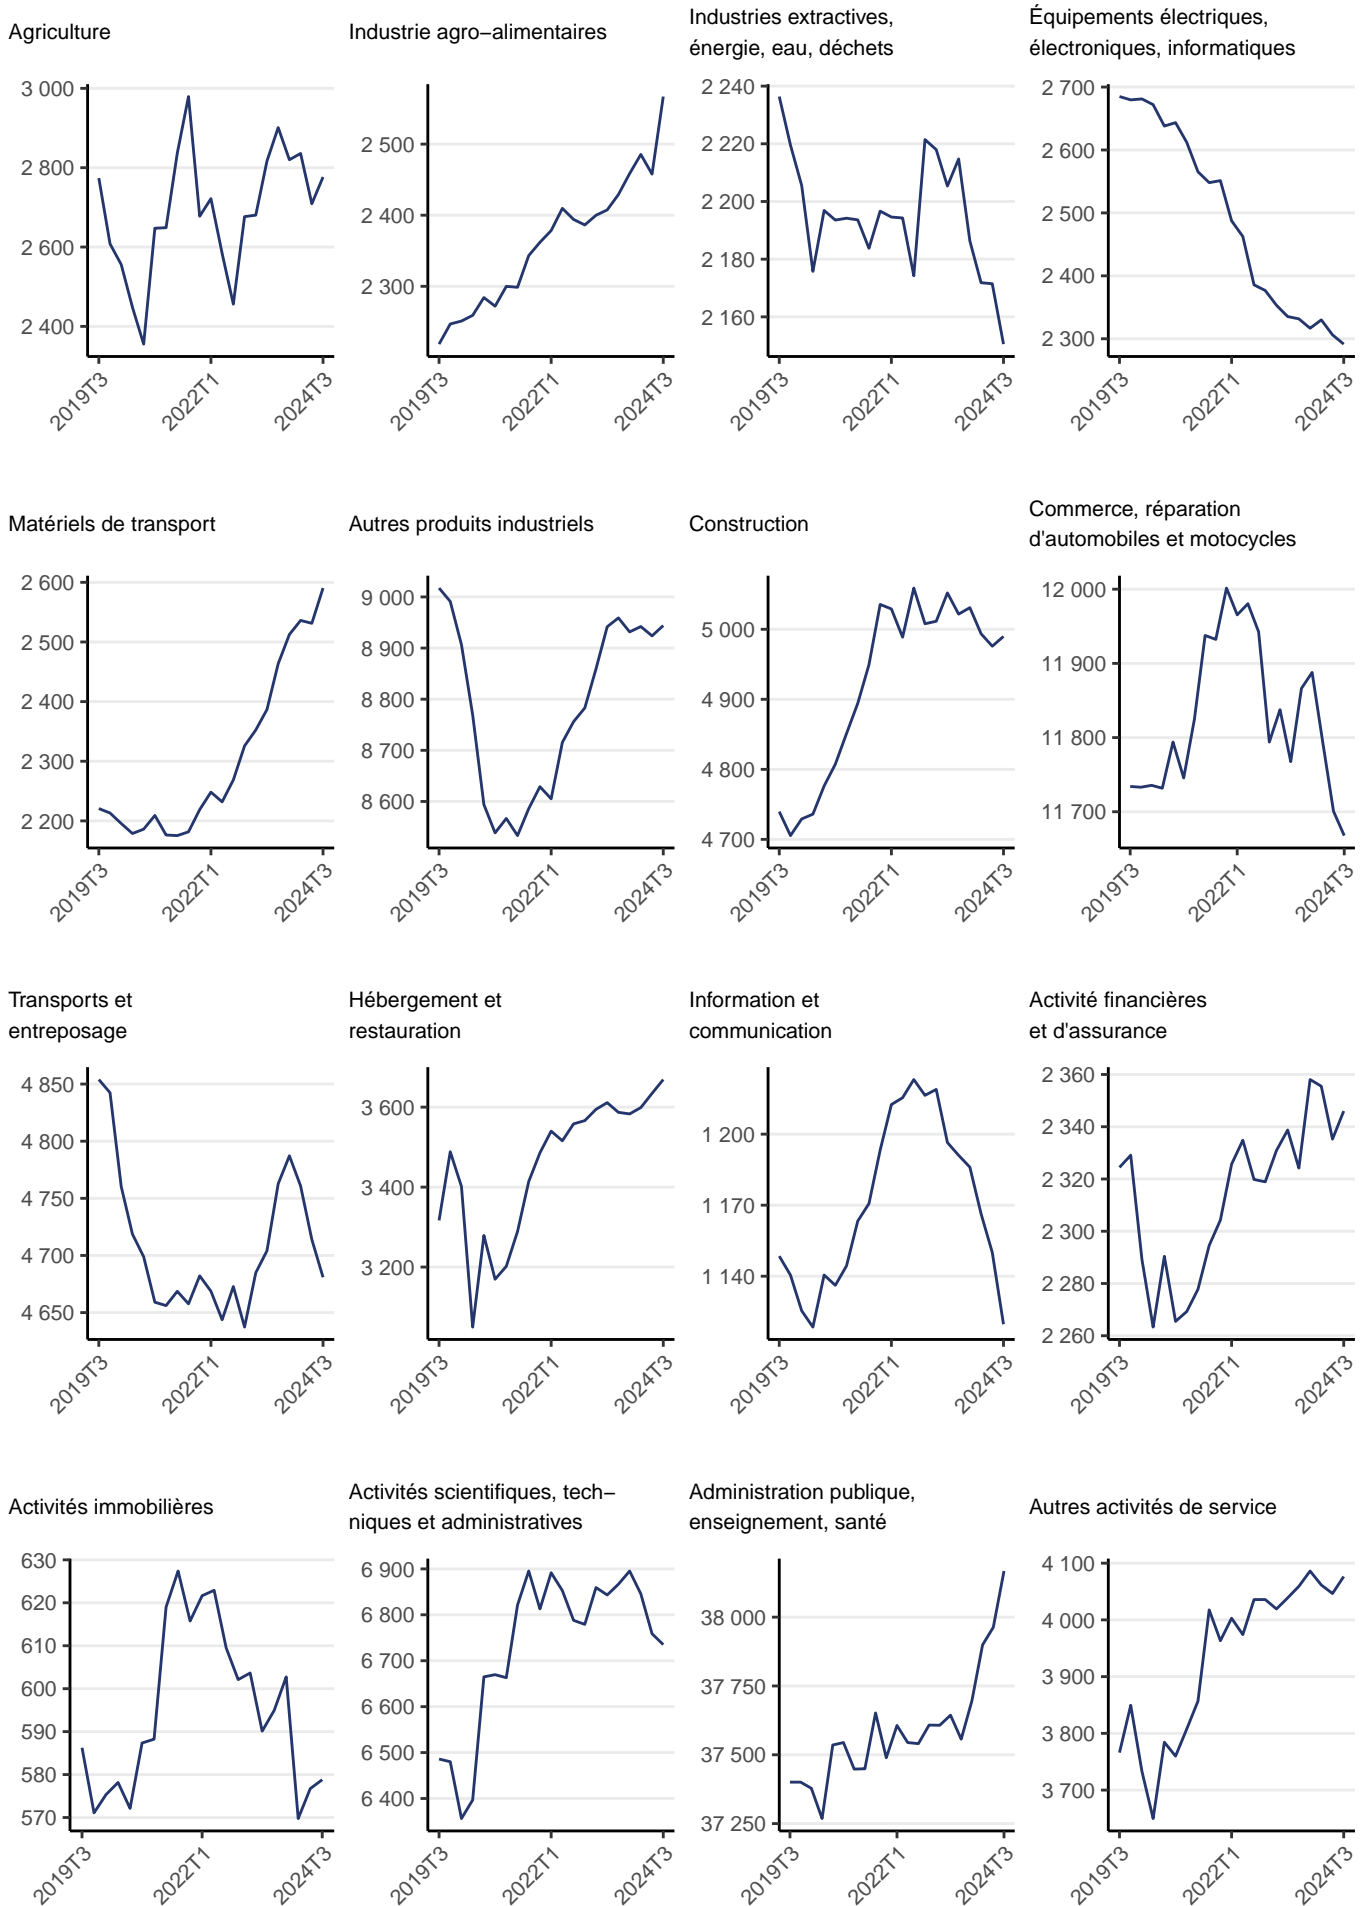 Agriculture
3 000
2 800
2 600
2 400
2019T3
2022T1
2024T3
Industrie agro−alimentaires
2 500
2 400
2 300
2019T3
2022T1
2024T3
Industries extractives,
énergie, eau, déchets
2 240
2 220
2 200
2 180
2 160
2019T3
2022T1
2024T3
Équipements électriques,
électroniques, informatiques
2 700
2 600
2 500
2 400
2 300
2019T3
2022T1
2024T3
Matériels de transport
2 600
2 500
2 400
2 300
2 200
2019T3
2022T1
2024T3
Autres produits industriels
9 000
8 900
8 800
8 700
8 600
2019T3
2022T1
2024T3
Construction
5 000
4 900
4 800
4 700
2019T3
2022T1
2024T3
Commerce, réparation
d'automobiles et motocycles
12 000
11 900
11 800
11 700
2019T3
2022T1
2024T3
Transports et
entreposage
4 850
4 800
4 750
4 700
4 650
2019T3
2022T1
2024T3
Hébergement et
restauration
3 600
3 400
3 200
2019T3
2022T1
2024T3
Information et
communication
1 200
1 170
1 140
2019T3
2022T1
2024T3
Activité financières
et d'assurance
2 360
2 340
2 320
2 300
2 280
2 260
2019T3
2022T1
2024T3
Activités immobilières
630
620
610
600
590
580
570
2019T3
2022T1
2024T3
Activités scientifiques, tech−
niques et administratives
6 900
6 800
6 700
6 600
6 500
6 400
2019T3
2022T1
2024T3
Administration publique,
enseignement, santé
38 000
37 750
37 500
37 250
2019T3
2022T1
2024T3
Autres activités de service
4 100
4 000
3 900
3 800
3 700
2019T3
2022T1
2024T3